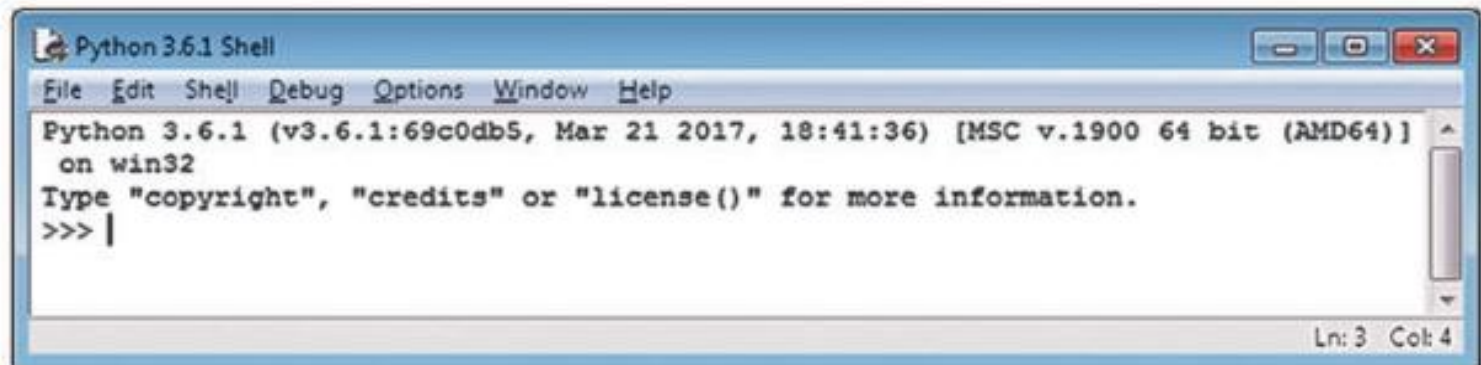 Python 3.6.1 Shell
File Edit Shell Debug Options Window Help
Python 3.6.1 (v3.6.1:69c0db5, Mar 21 2017, 18:41:36) [MSC v.1900 64 bit (AMD64)]
on win32
Type "copyright", "credits" or "license()" for more information.
>>>
Ln: 3 Col: 4